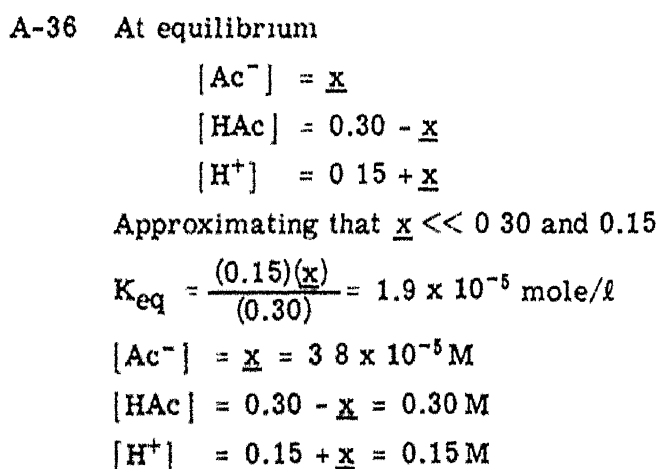 A-36 At equilibrium
[Ac⁻] = x
[HAc] = 0.30 - x
[H⁺] = 0 15 + x
Approximating that x << 0 30 and 0.15
Keq = (0.15)(x) / (0.30) = 1.9 x 10⁻⁵ mole/ℓ
[Ac⁻] = x = 3 8 x 10⁻⁵ M
[HAc] = 0.30 - x = 0.30 M
[H⁺] = 0.15 + x = 0.15 M